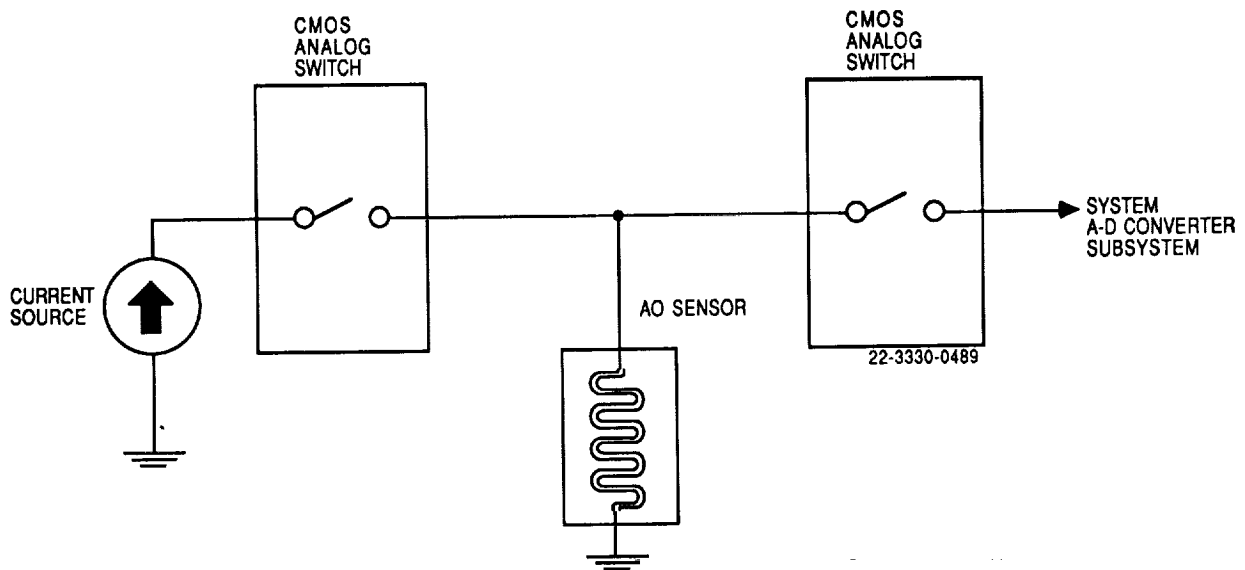 CMOS
ANALOG
SWITCH
CMOS
ANALOG
SWITCH
SYSTEM
A-D CONVERTER
SUBSYSTEM
CURRENT
SOURCE
AO SENSOR
22-3330-0489